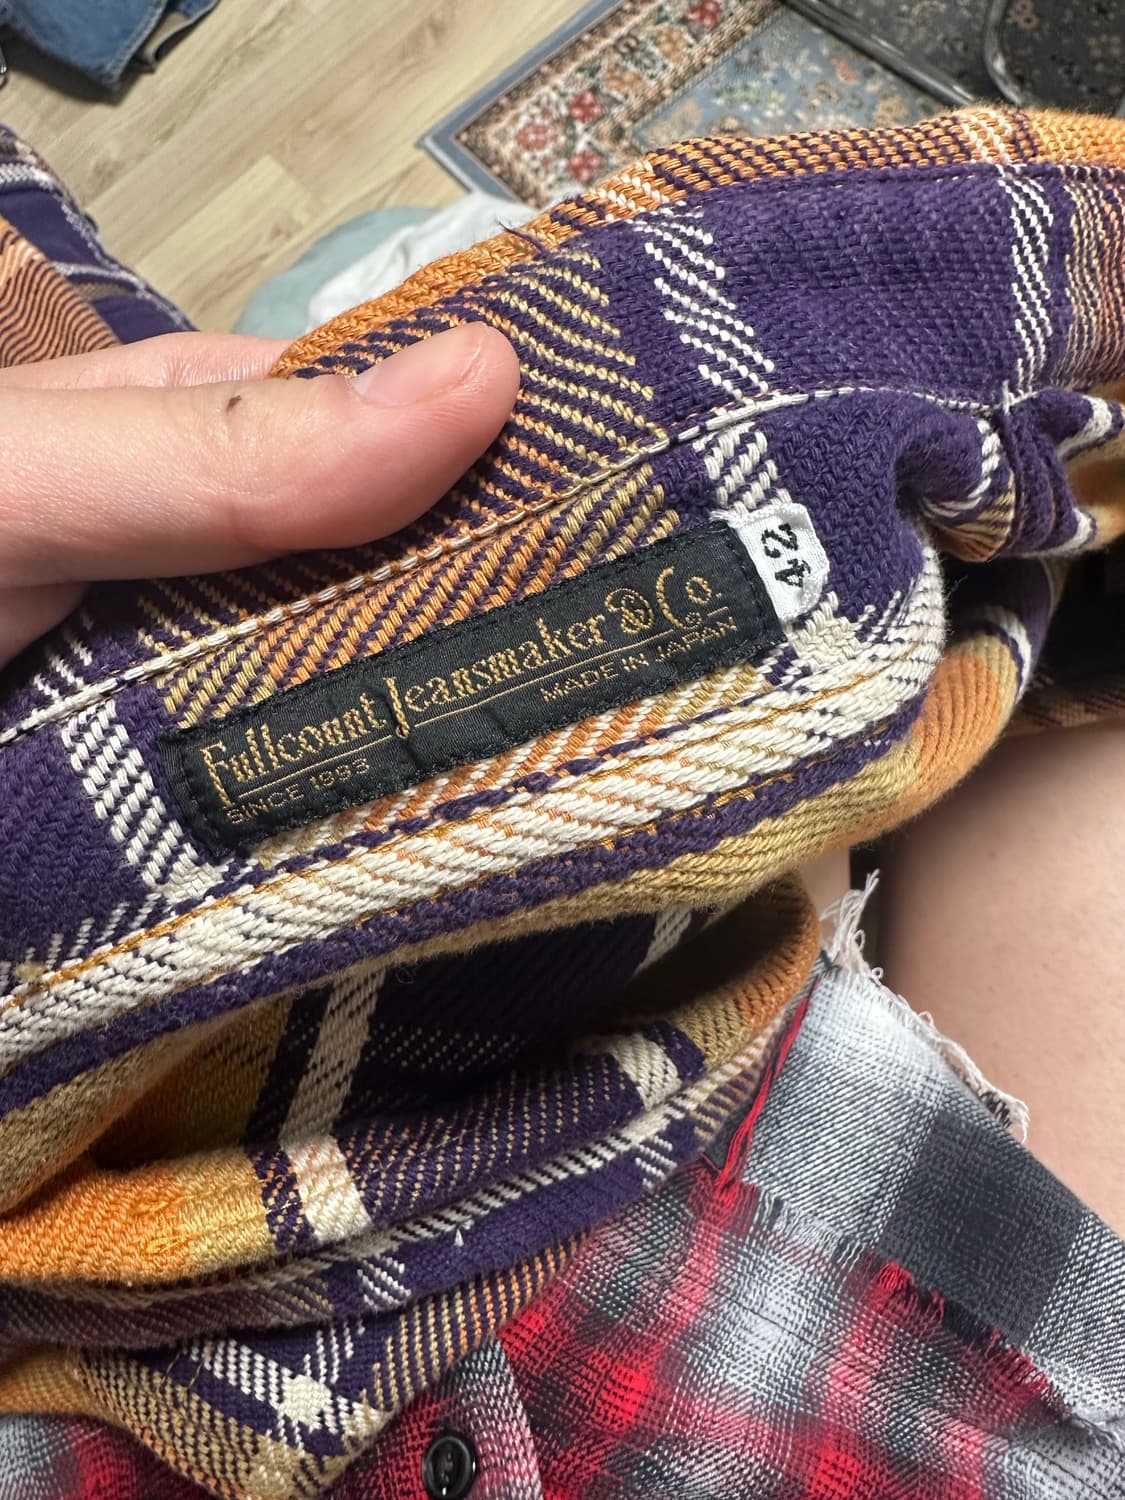 Fullcount Jeansmaker & Co.
SINCE 1993 MADE IN JAPAN
42